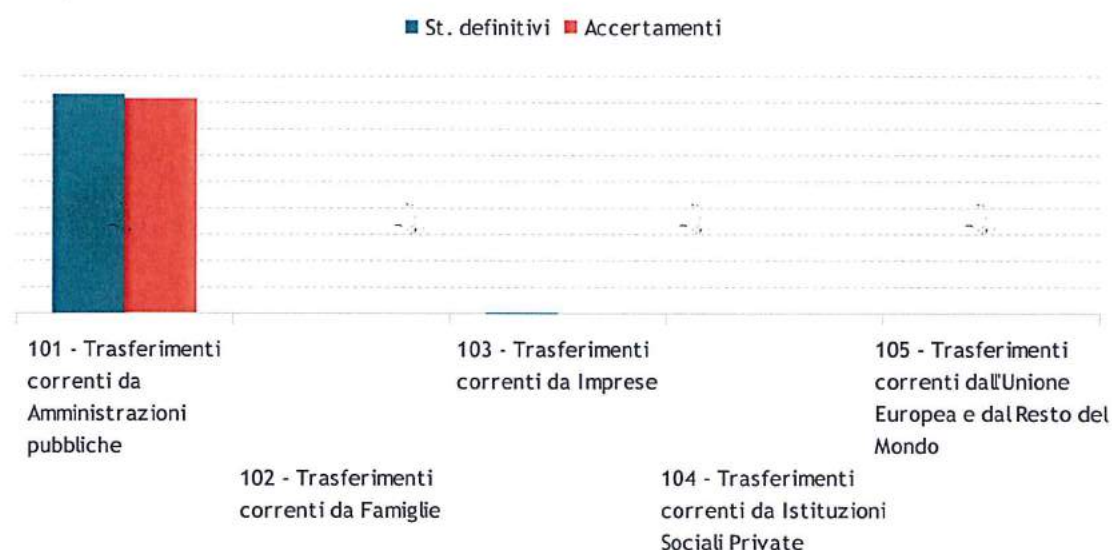 St. definitivi Accertamenti
101 - Trasferimenti
correnti da
Amministrazioni
pubbliche
102 - Trasferimenti
correnti da Famiglie
103 - Trasferimenti
correnti da Imprese
104 - Trasferimenti
correnti da Istituzioni
Sociali Private
105 - Trasferimenti
correnti dall'Unione
Europea e dal Resto del
Mondo